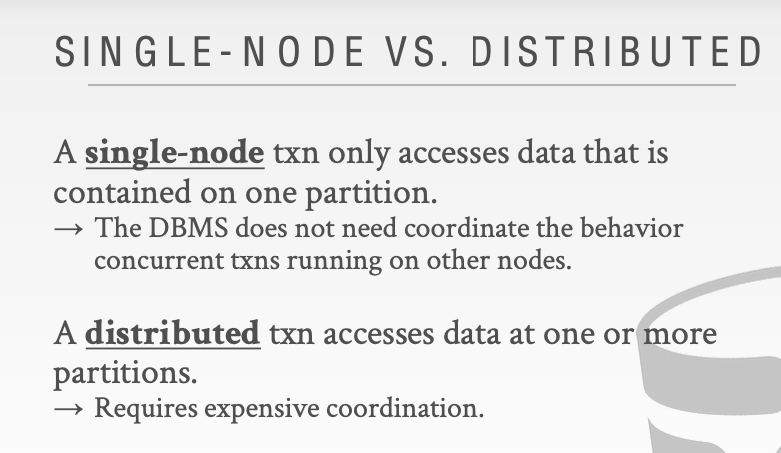 SINGLE-NODE VS. DISTRIBUTED
A single-node txn only accesses data that is
contained on one partition.
→ The DBMS does not need coordinate the behavior
concurrent txns running on other nodes.
A distributed txn accesses data at one or more
partitions.
→ Requires expensive coordination.